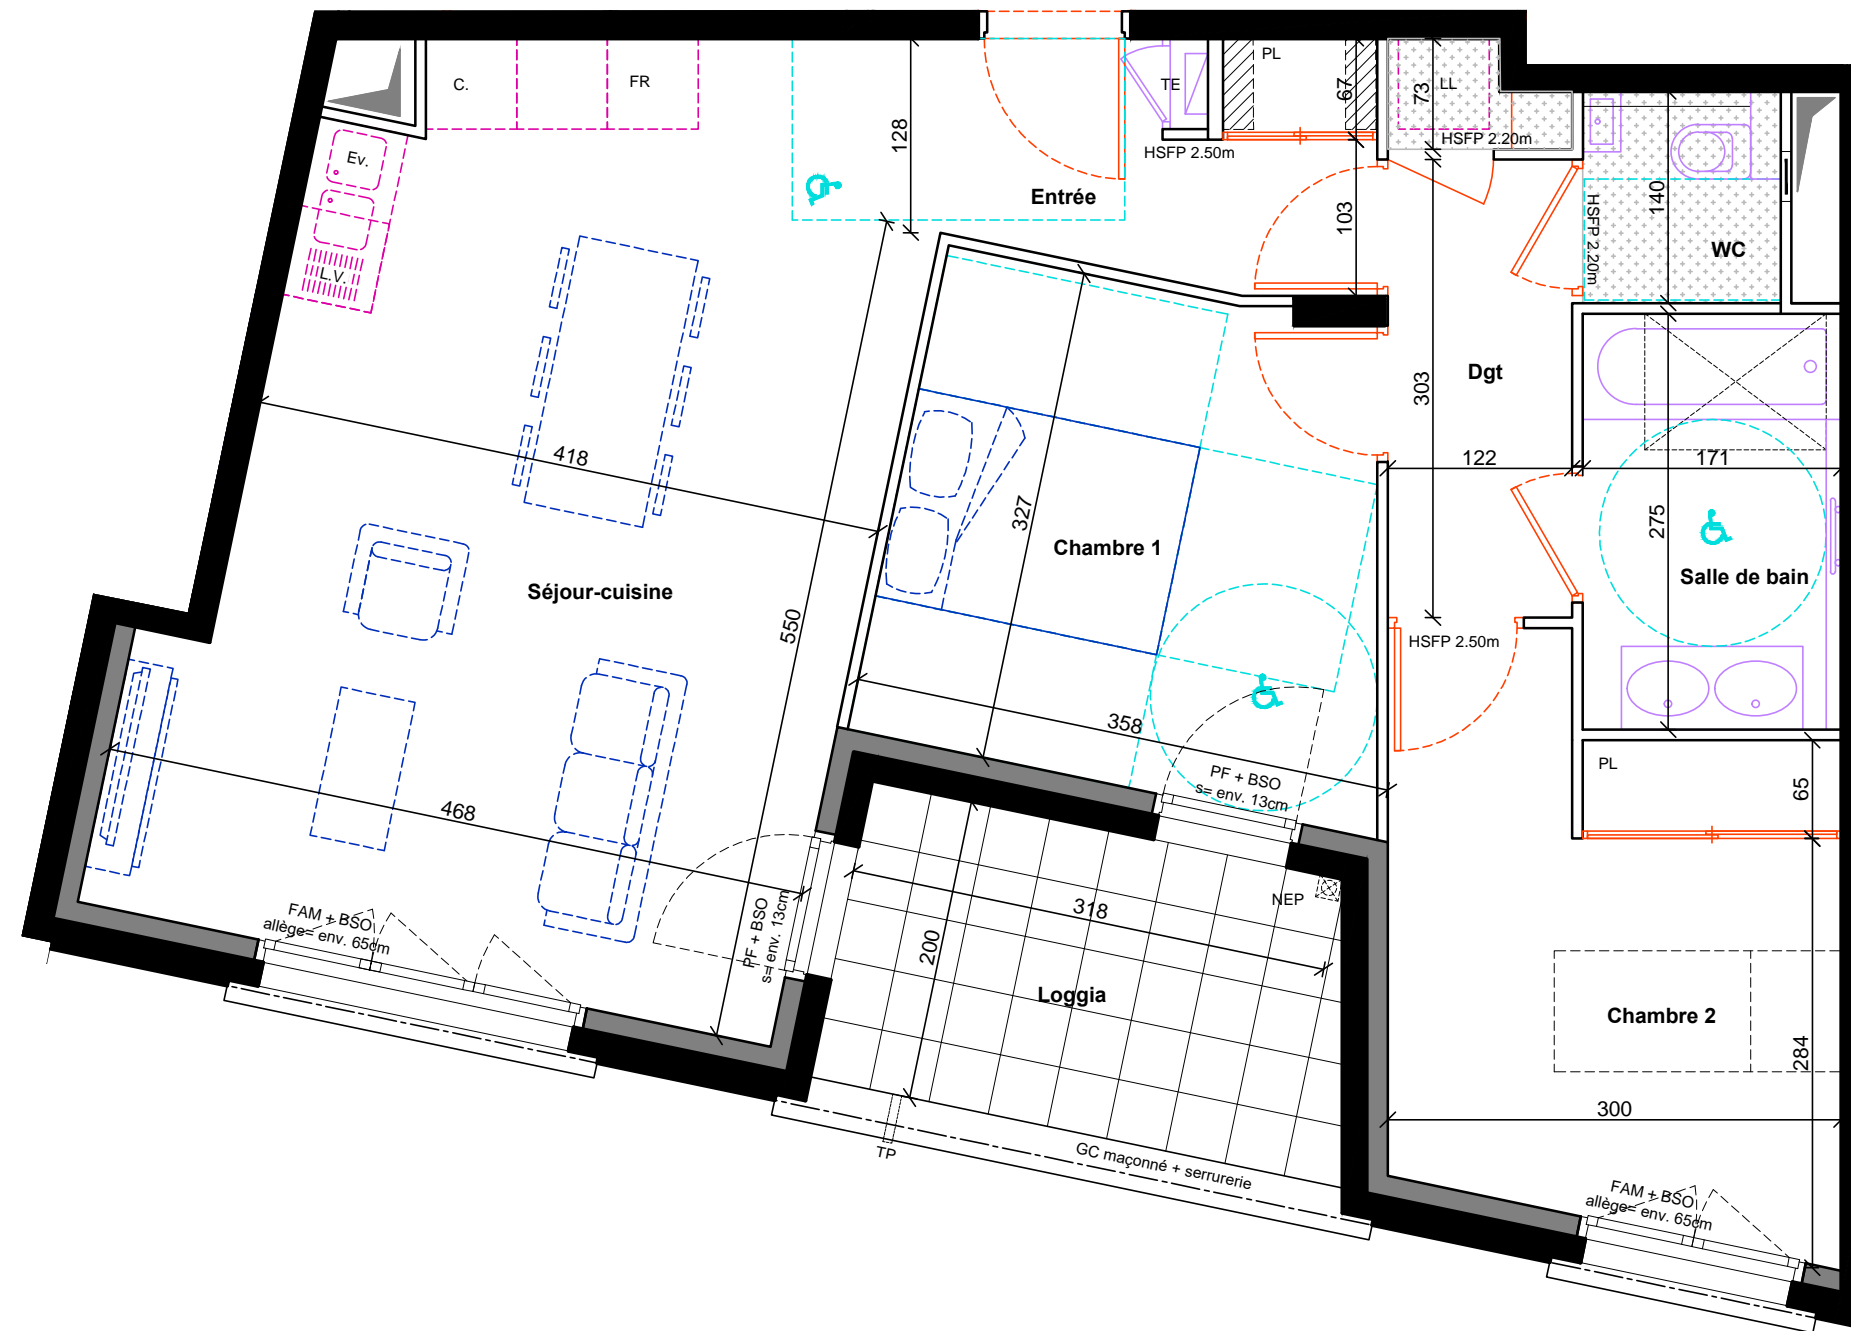 C.
FR
TE
PL
67
73
LL
HSFP 2.20m
HSFP 2.50m
128
Ev.
L.V.
Entrée
103
140
HSFP 2.20m
WC
Dgt
303
418
122
171
327
550
275
Chambre 1
Séjour-cuisine
Salle de bain
HSFP 2.50m
358
PL
65
PF + BSO
s= env. 13cm
468
FAM + BSO
allège= env. 65cm
PF + BSO
s= env. 13cm
NEP
318
200
Loggia
Chambre 2
284
300
TP
GC maçonné + serrurerie
FAM + BSO
allège= env. 65cm